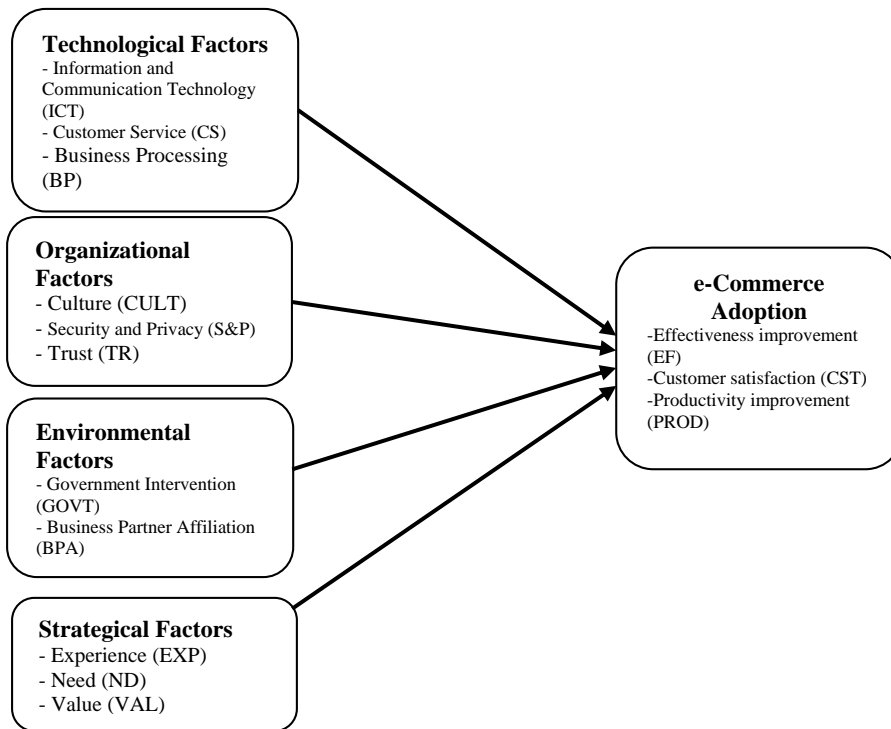 Technological Factors
- Information and
Communication Technology
(ICT)
- Customer Service (CS)
- Business Processing
(BP)
Organizational
Factors
- Culture (CULT)
- Security and Privacy (S&P)
- Trust (TR)
Environmental
Factors
- Government Intervention
(GOVT)
- Business Partner Affiliation
(BPA)
Strategical Factors
- Experience (EXP)
- Need (ND)
- Value (VAL)
e-Commerce
Adoption
-Effectiveness improvement
(EF)
-Customer satisfaction (CST)
-Productivity improvement
(PROD)